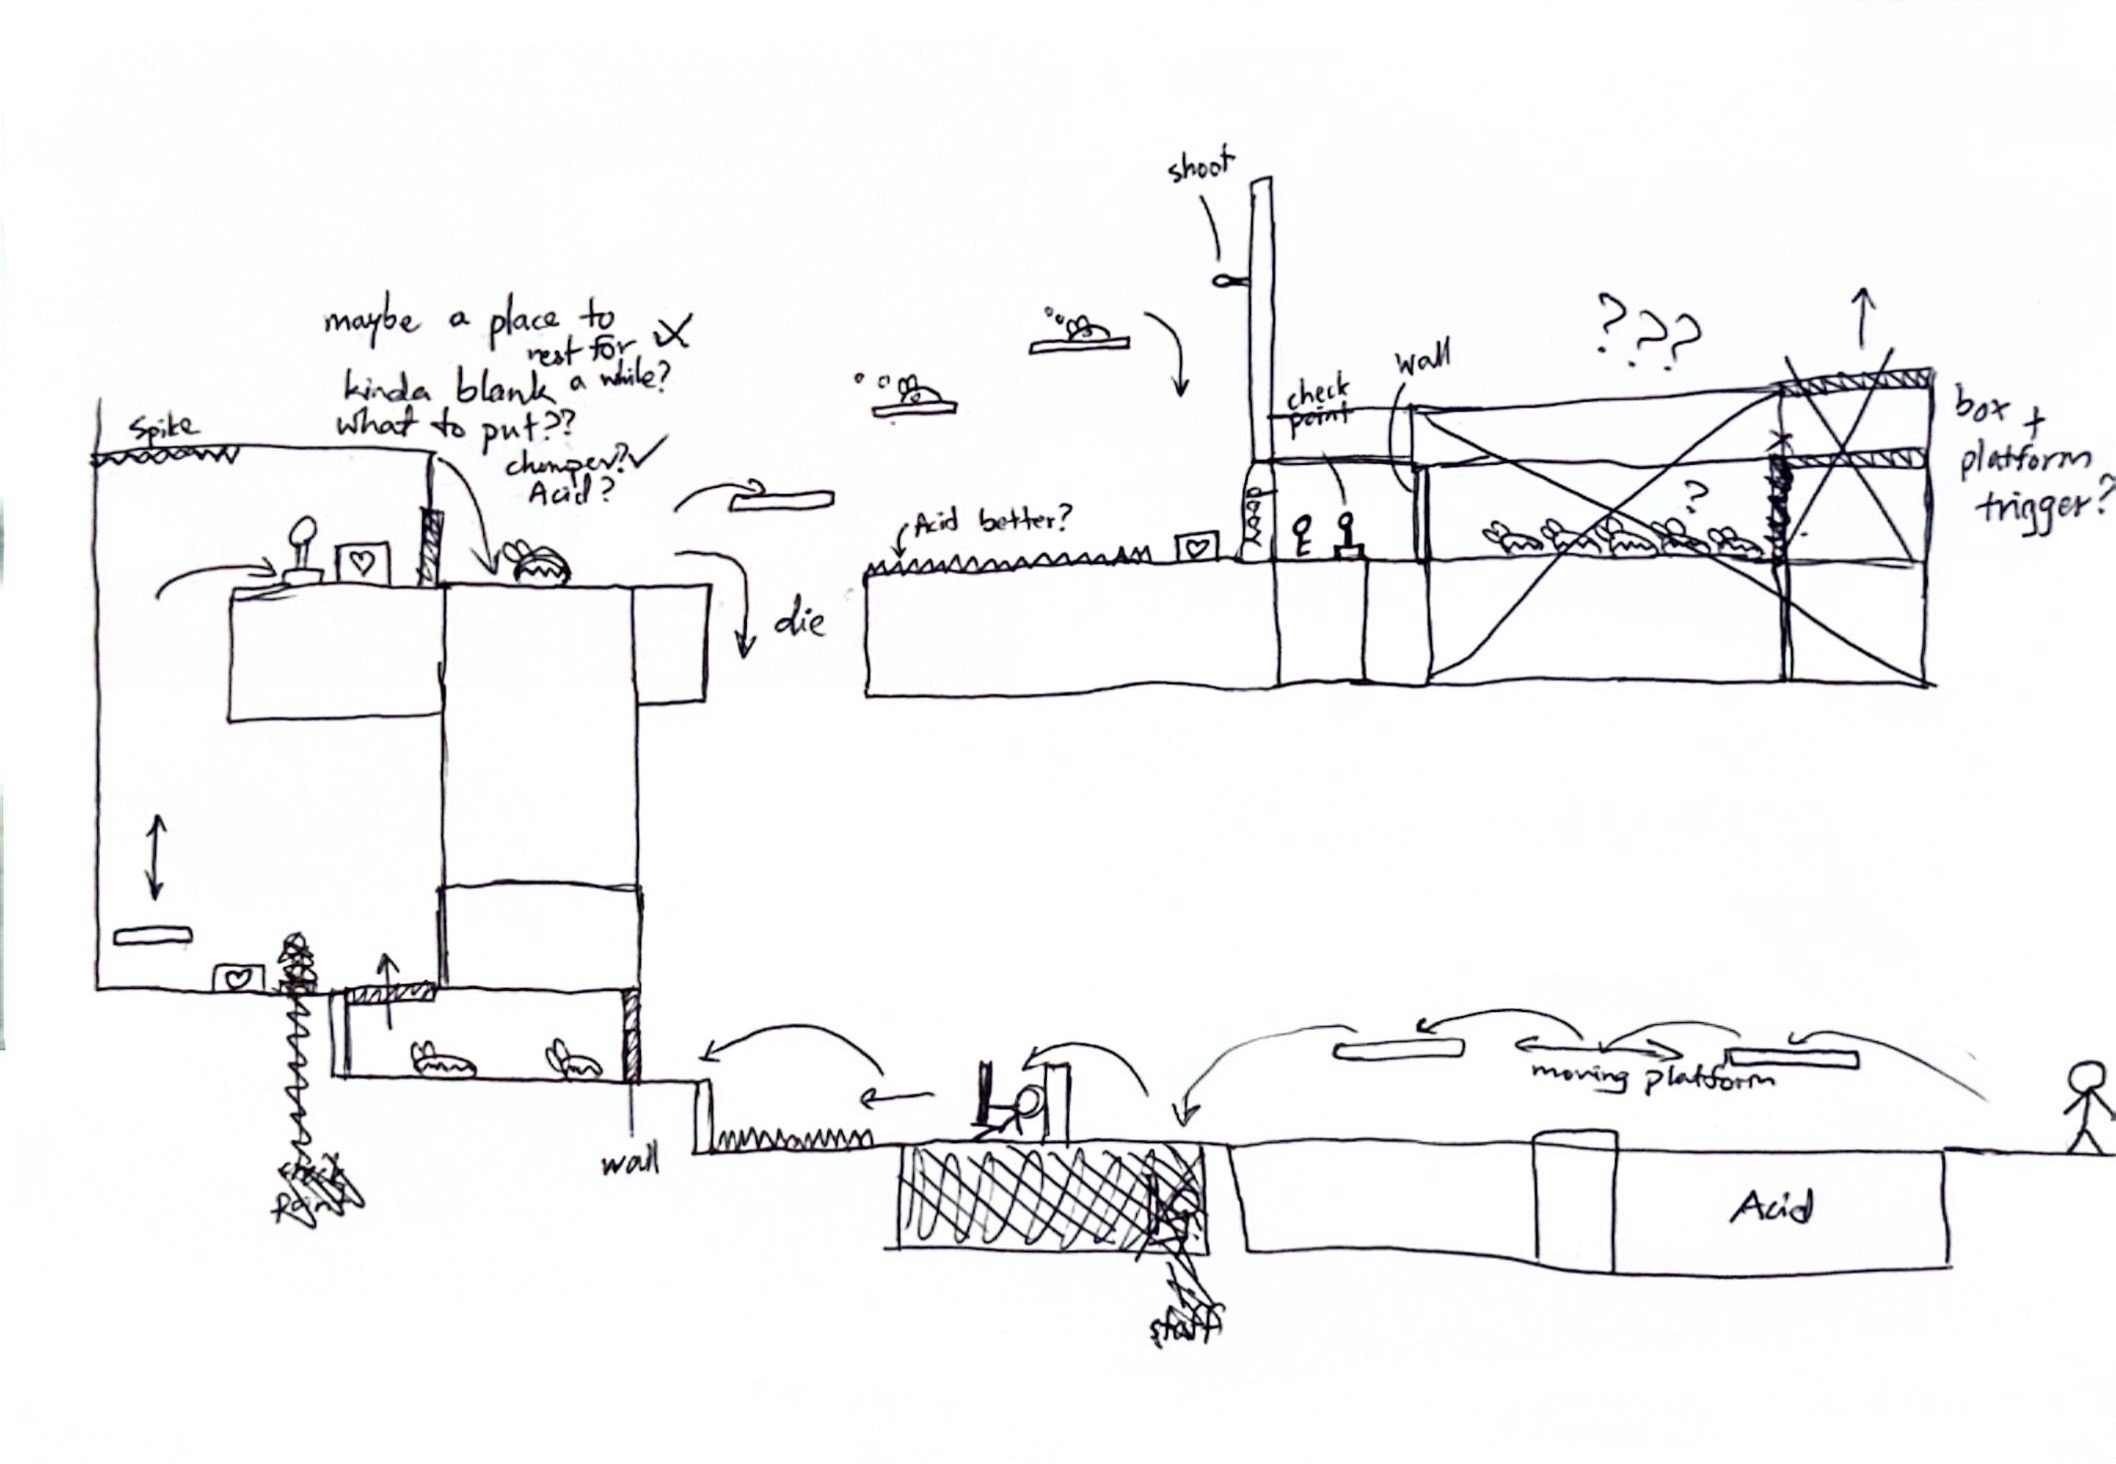 shoot
maybe a place to
rest for X
kinda blank a while?
what to put??
chomper? ✓
Acid?
Spike
???
wall
check
point
box
+
platform
trigger?
Acid better?
door
?
die
moving platform
wall
Acid
check
point
staff